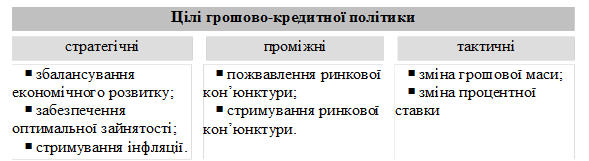 Цілі грошово-кредитної політики
стратегічні
проміжні
тактичні
▪ збалансування
економічного розвитку;
▪ забезпечення
оптимальної зайнятості;
▪ стримування інфляції.
▪ пожвавлення ринкової
кон’юнктури;
▪ стримування ринкової
кон’юнктури.
▪ зміна грошової маси;
▪ зміна процентної
ставки